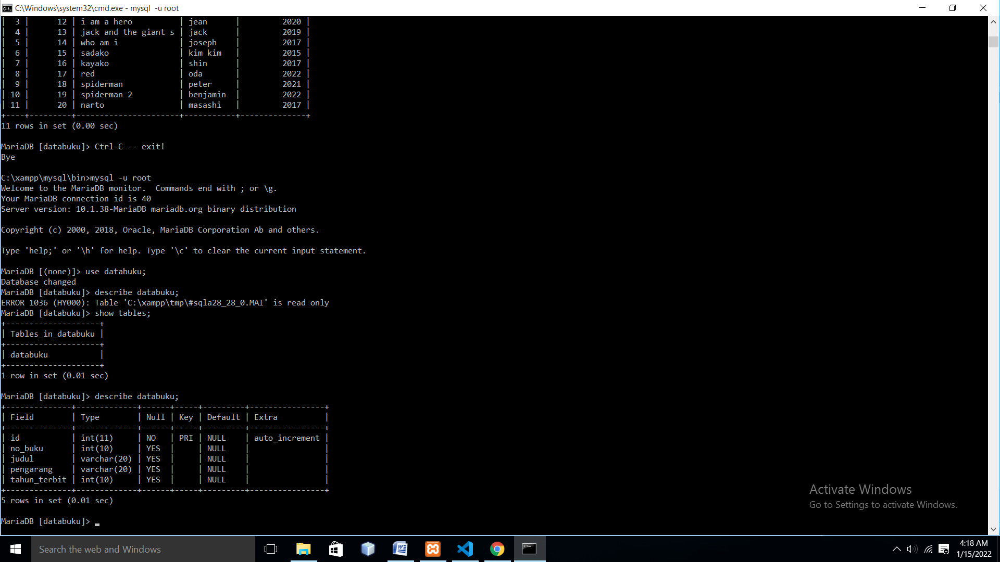 C:\Windows\system32\cmd.exe - mysql  -u root
|  3 |      12 | i am a hero          | jean      |         2020 |
|  4 |      13 | jack and the giant s | jack      |         2019 |
|  5 |      14 | who am i             | joseph    |         2017 |
|  6 |      15 | sadako               | kim kim   |         2015 |
|  7 |      16 | kayako               | shin      |         2017 |
|  8 |      17 | red                  | oda       |         2022 |
|  9 |      18 | spiderman            | peter     |         2021 |
| 10 |      19 | spiderman 2          | benjamin  |         2022 |
| 11 |      20 | narto                | masashi   |         2017 |
+----+---------+----------------------+-----------+--------------+
11 rows in set (0.00 sec)
MariaDB [databuku]> Ctrl-C -- exit!
Bye
C:\xampp\mysql\bin>mysql -u root
Welcome to the MariaDB monitor.  Commands end with ; or \g.
Your MariaDB connection id is 40
Server version: 10.1.38-MariaDB mariadb.org binary distribution
Copyright (c) 2000, 2018, Oracle, MariaDB Corporation Ab and others.
Type 'help;' or '\h' for help. Type '\c' to clear the current input statement.
MariaDB [(none)]> use databuku;
Database changed
MariaDB [databuku]> describe databuku;
ERROR 1036 (HY000): Table 'C:\xampp\tmp\#sqla28_28_0.MAI' is read only
MariaDB [databuku]> show tables;
+--------------------+
| Tables_in_databuku |
+--------------------+
| databuku           |
+--------------------+
1 row in set (0.01 sec)
MariaDB [databuku]> describe databuku;
+--------------+-------------+------+-----+---------+----------------+
| Field        | Type        | Null | Key | Default | Extra          |
+--------------+-------------+------+-----+---------+----------------+
| id           | int(11)     | NO   | PRI | NULL    | auto_increment |
| no_buku      | int(10)     | YES  |     | NULL    |                |
| judul        | varchar(20) | YES  |     | NULL    |                |
| pengarang    | varchar(20) | YES  |     | NULL    |                |
| tahun_terbit | int(10)     | YES  |     | NULL    |                |
+--------------+-------------+------+-----+---------+----------------+
5 rows in set (0.01 sec)
MariaDB [databuku]> _
Activate Windows
Go to Settings to activate Windows.
Search the web and Windows
4:18 AM
1/15/2022